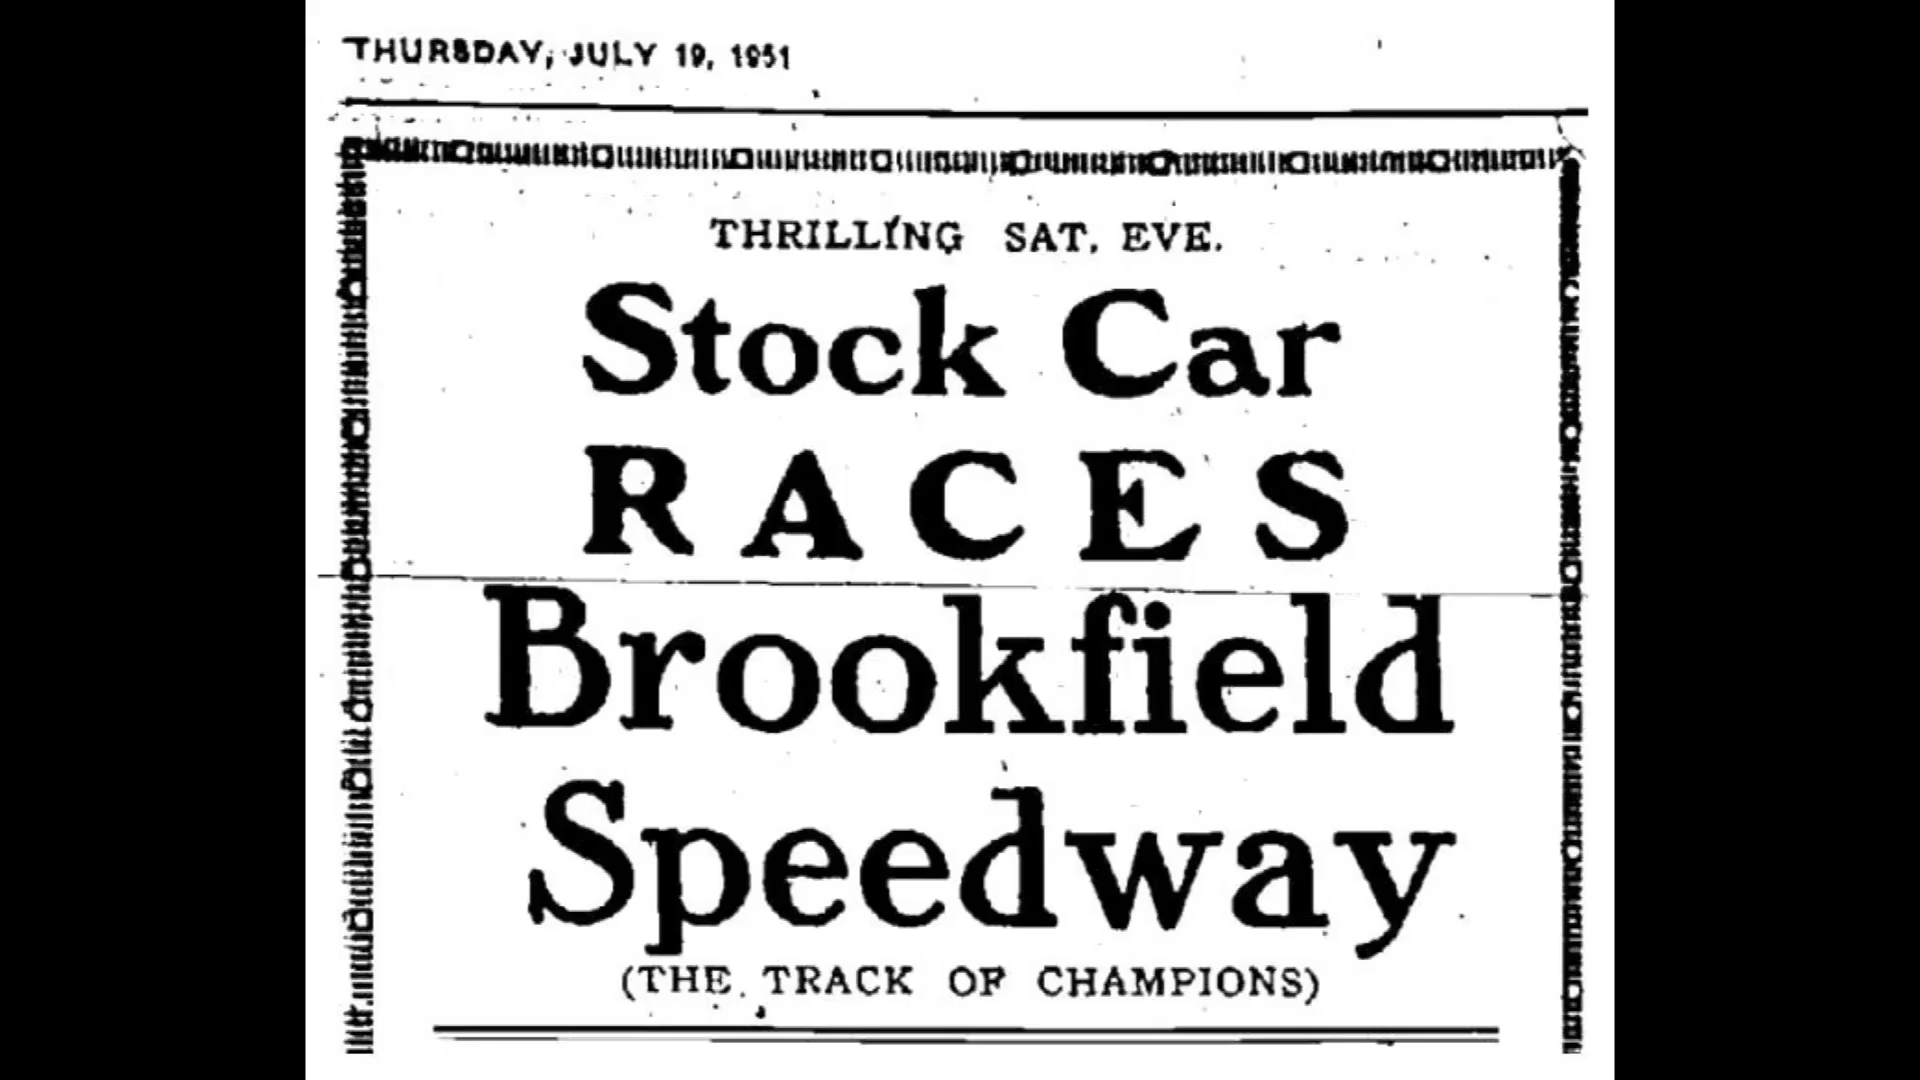 THURSDAY, JULY 19, 1951
THRILLING SAT. EVE.
Stock Car
RACES
Brookfield
Speedway
(THE TRACK OF CHAMPIONS)